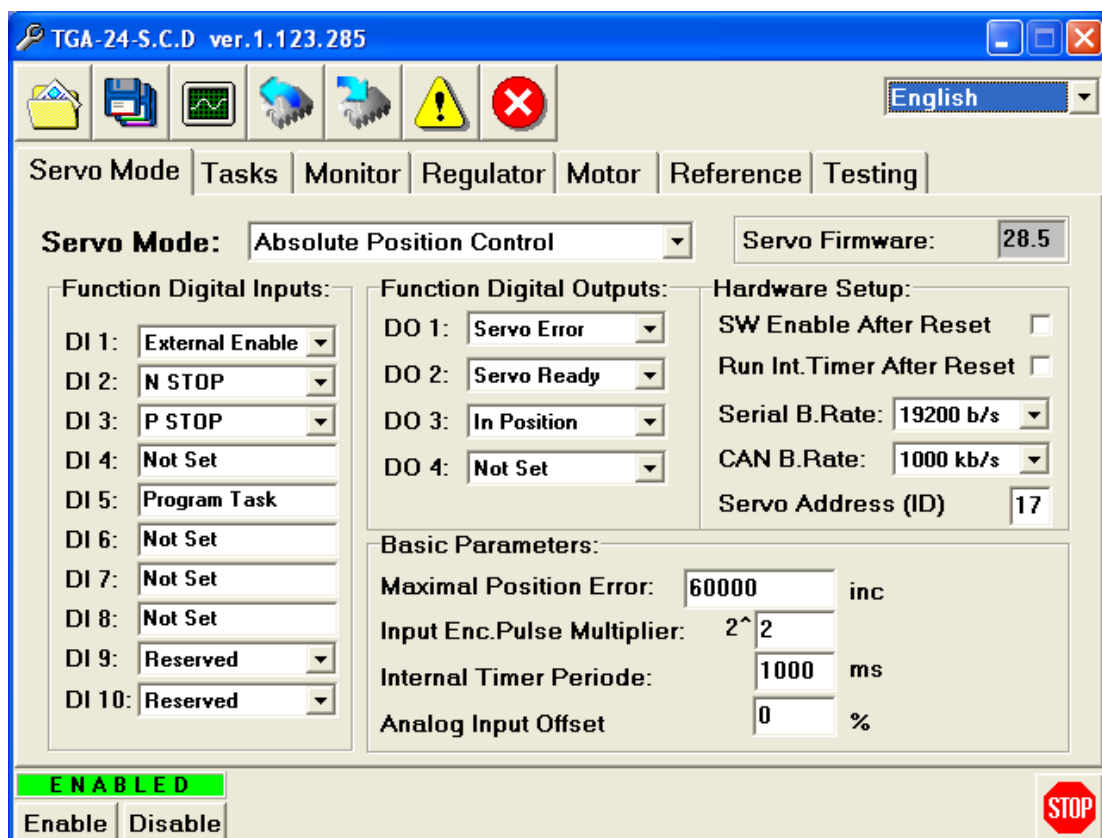 TGA-24-S.C.D ver.1.123.285
English
Servo Mode Tasks Monitor Regulator Motor Reference Testing
Servo Mode: Absolute Position Control
Servo Firmware: 28.5
Function Digital Inputs:
DI 1: External Enable
DI 2: N STOP
DI 3: P STOP
DI 4: Not Set
DI 5: Program Task
DI 6: Not Set
DI 7: Not Set
DI 8: Not Set
DI 9: Reserved
DI 10: Reserved
Function Digital Outputs:
DO 1: Servo Error
DO 2: Servo Ready
DO 3: In Position
DO 4: Not Set
Hardware Setup:
SW Enable After Reset
Run Int.Timer After Reset
Serial B.Rate: 19200 b/s
CAN B.Rate: 1000 kb/s
Servo Address (ID) 17
Basic Parameters:
Maximal Position Error: 60000 inc
Input Enc.Pulse Multiplier: 2^ 2
Internal Timer Periode: 1000 ms
Analog Input Offset 0 %
ENABLED
Enable Disable
STOP